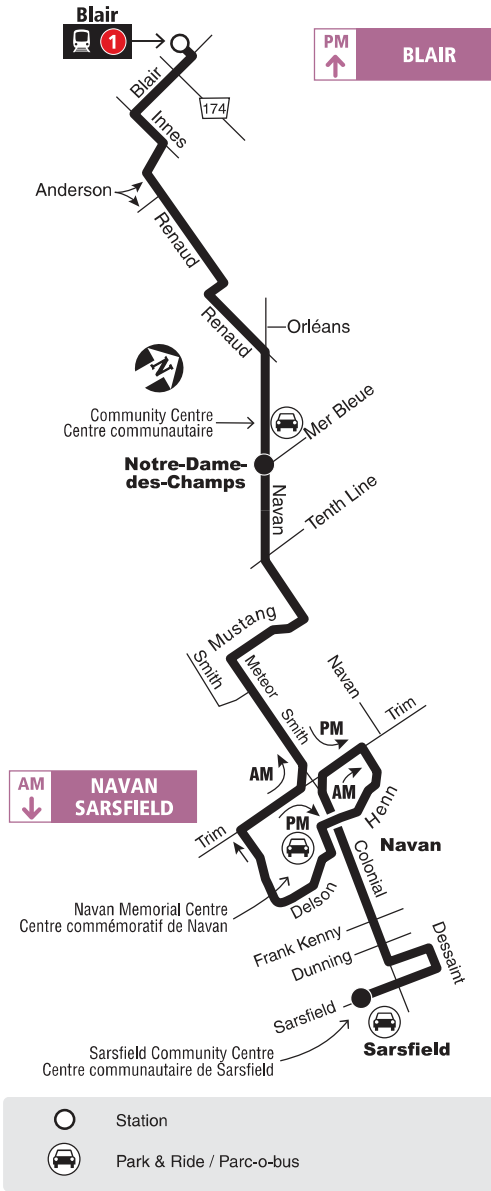 Blair
1
PM
BLAIR
Blair
174
Innes
Anderson
Renaud
Renaud
Orléans
N
Community Centre
Centre communautaire
Mer Bleue
Notre-Dame-
des-Champs
Navan
Tenth Line
Mustang
Smith
Meteor
Smith
Navan
Trim
PM
AM
NAVAN
SARSFIELD
AM
AM
Trim
PM
Henn
Navan
Colonial
Delson
Navan Memorial Centre
Centre commémoratif de Navan
Frank Kenny
Dunning
Dessaint
Sarsfield
Sarsfield
Sarsfield Community Centre
Centre communautaire de Sarsfield
Station
Park & Ride / Parc-o-bus